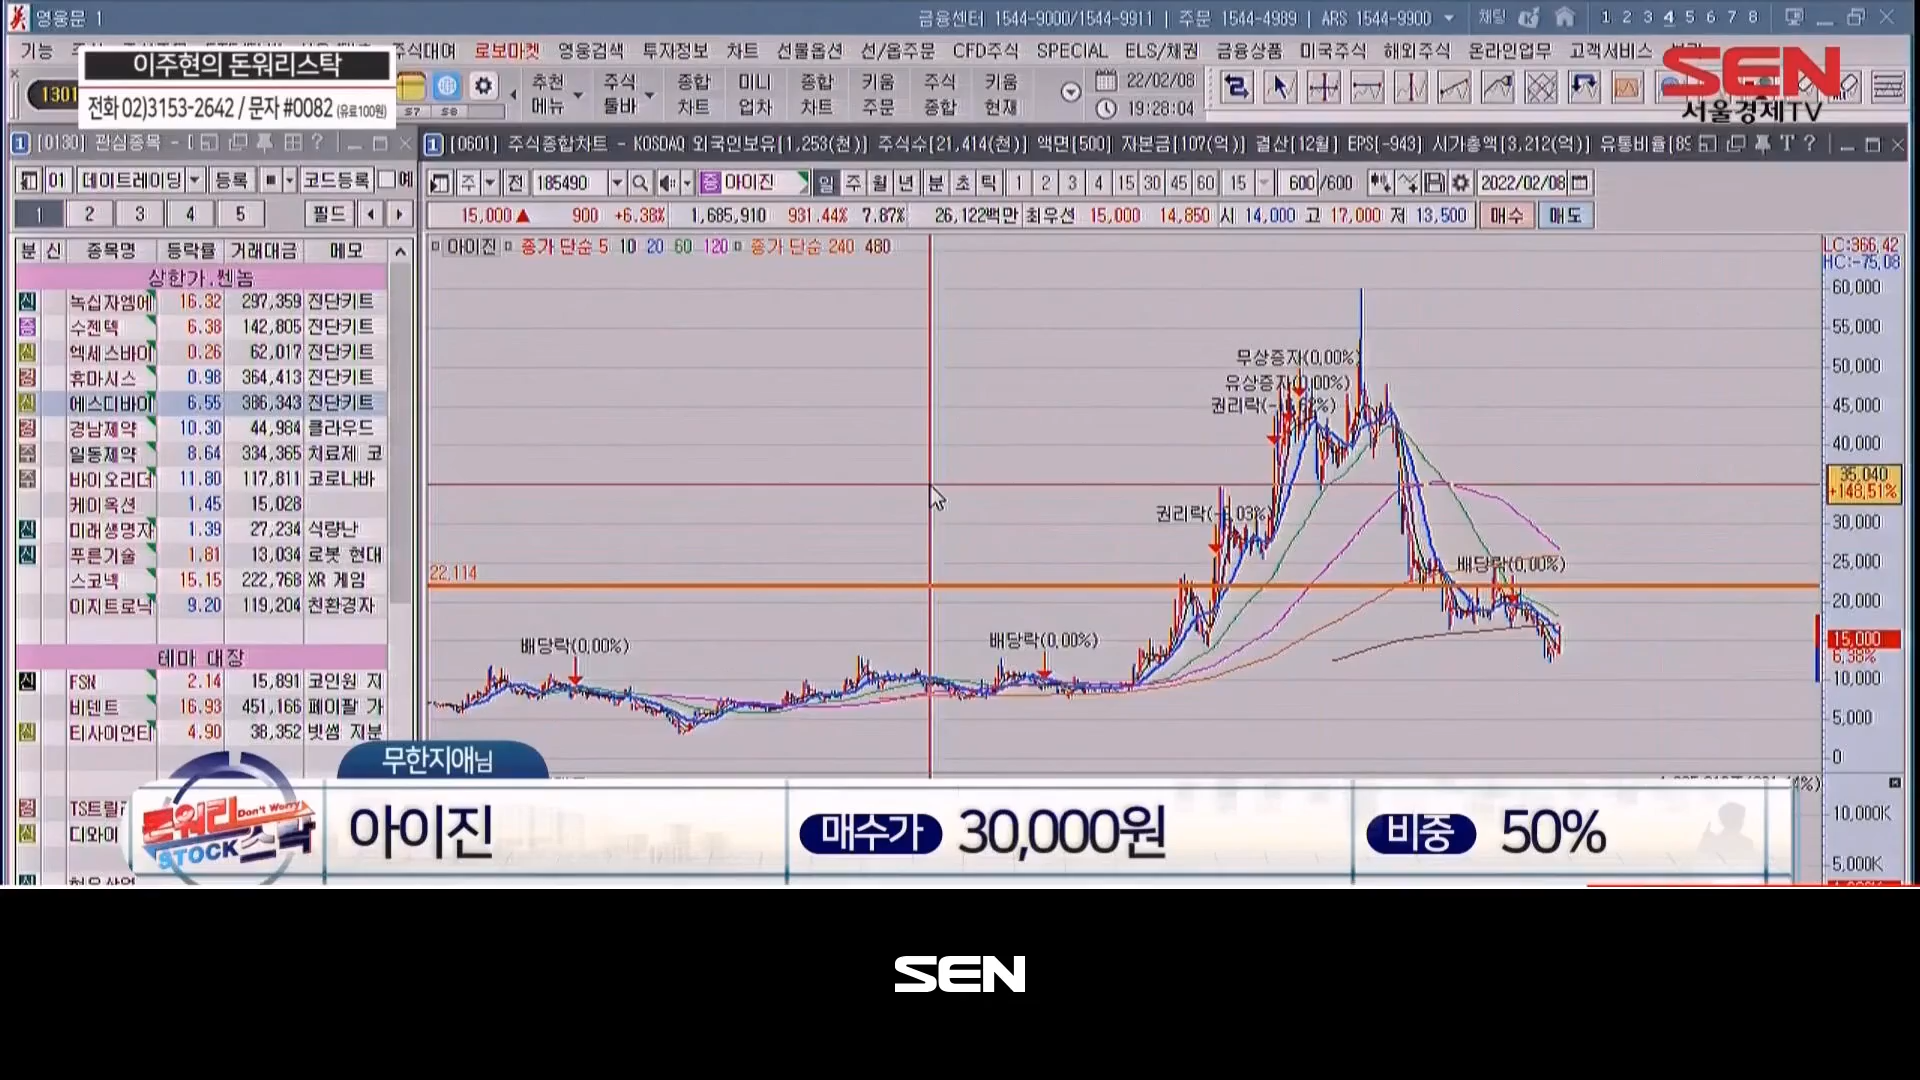 영웅문 1
금융센터 1544-9000/1544-9911 | 주문 1544-4989 | ARS 1544-9900 채팅 1 2 3 4 5 6 7 8
기능 주식대여 로보마켓 영웅검색 투자정보 차트 선물옵션 선/옵주문 CFD주식 SPECIAL ELS/채권 금융상품 미국주식 해외주식 온라인업무 고객서비스
이주현의 돈워리스탁
전화 02)3153-2642 / 문자 #0082 (유료100원)
1301
추천 메뉴
주식 툴바
종합 차트
미니 업차
종합 차트
키움 주문
주식 종합
키움 현재
22/02/08
19:28:04
SEN
서울경제TV
1 [0130] 관심종목
1 [0601] 주식종합차트 - KOSDAQ 외국인보유[1,253(천)] 주식수[21,414(천)] 액면[500] 자본금[107(억)] 결산[12월] EPS[-943] 시가총액[3,212(억)] 유통비율[89
01 데이트레이딩 등록 코드등록 예
주 전 185490 증 아이진 일 주 월 년 분 초 틱 1 2 3 4 15 30 45 60 15 600 /600 2022/02/08
1 2 3 4 5 필드
15,000▲ 900 +6.38% 1,685,910 931.44% 7.87% 26,122백만 최우선 15,000 14,850 시 14,000 고 17,000 저 13,500 매수 매도
분 신 종목명 등락률 거래대금 메모
아이진 종가 단순 5 10 20 60 120 종가 단순 240 480
상한가.쎈놈
신 녹십자엠에 16.32 297,359 진단키트
증 수젠텍 6.38 142,805 진단키트
신 엑세스바이 0.26 62,017 진단키트
경 휴마시스 0.98 364,413 진단키트
신 에스디바이 6.55 386,343 진단키트
경 경남제약 10.30 44,984 클라우드
일동제약 8.64 334,365 치료제 코
바이오리더 11.80 117,811 코로나바
케이옥션 1.45 15,028
신 미래생명자 1.39 27,234 식량난
신 푸른기술 1.81 13,034 로봇 현대
스코넥 15.15 222,768 XR 게임
이지트로닉 9.20 119,204 친환경자
테마 대장
신 FSN 2.14 15,891 코인원 지
비덴트 16.93 451,166 페이팔 가
신 티사이언티 4.90 38,352 빗썸 지분
경 TS트릴리
신 디와이
LC:366.42
HC:-75.08
60,000
55,000
50,000
45,000
40,000
35,040
+148.51%
30,000
25,000
20,000
15,000
6.38%
10,000
5,000
0
10,000K
5,000K
무상증자(0.00%)
유상증자(0.00%)
22,114
배당락(0.00%)
배당락(0.00%)
배당락(0.00%)
무한지애님
돈워리 Don't Worry
STOCK 스탁
아이진
매수가 30,000원
비중 50%
SEN